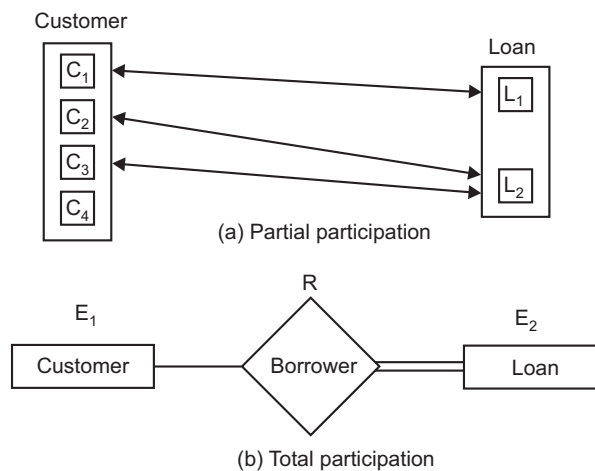 Customer
Loan
C₁
L₁
C₂
C₃
L₂
C₄
(a) Partial participation
R
E₁
E₂
Customer
Borrower
Loan
(b) Total participation